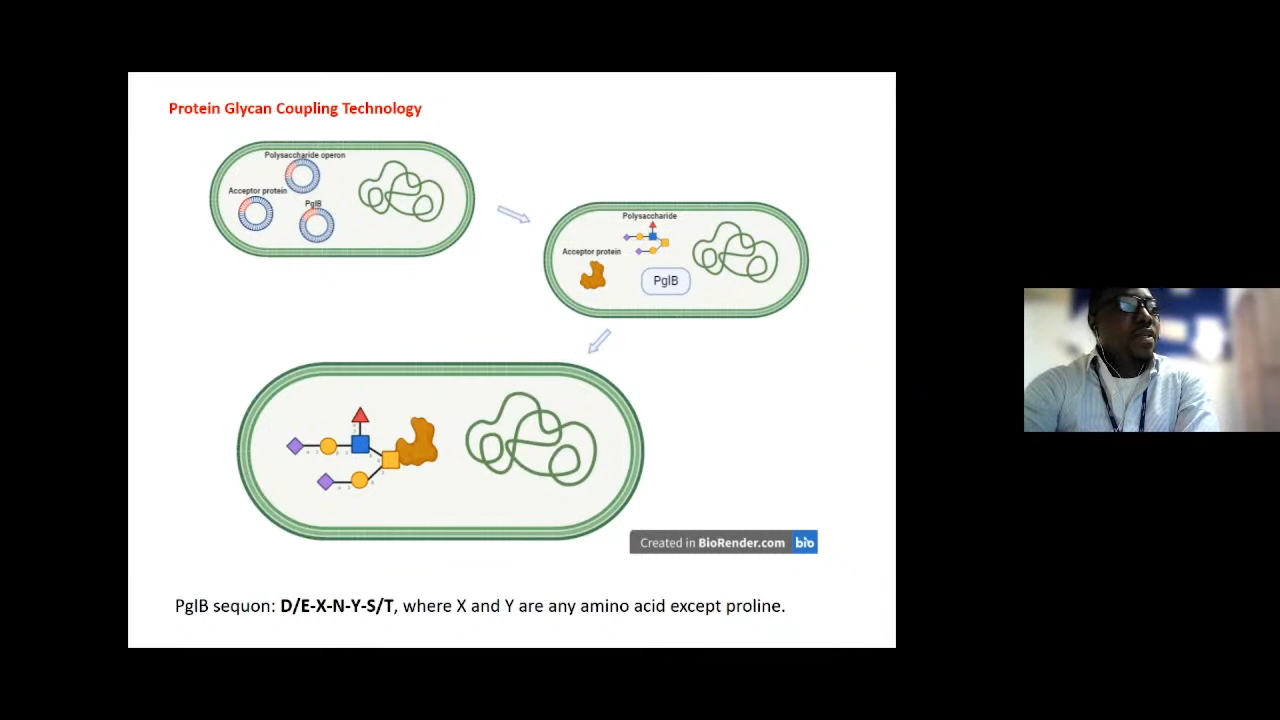 Protein Glycan Coupling Technology
Polysaccharide operon
Acceptor protein
PglB
Polysaccharide
Acceptor protein
PglB
Created in BioRender.com bio
PglB sequon: D/E-X-N-Y-S/T, where X and Y are any amino acid except proline.